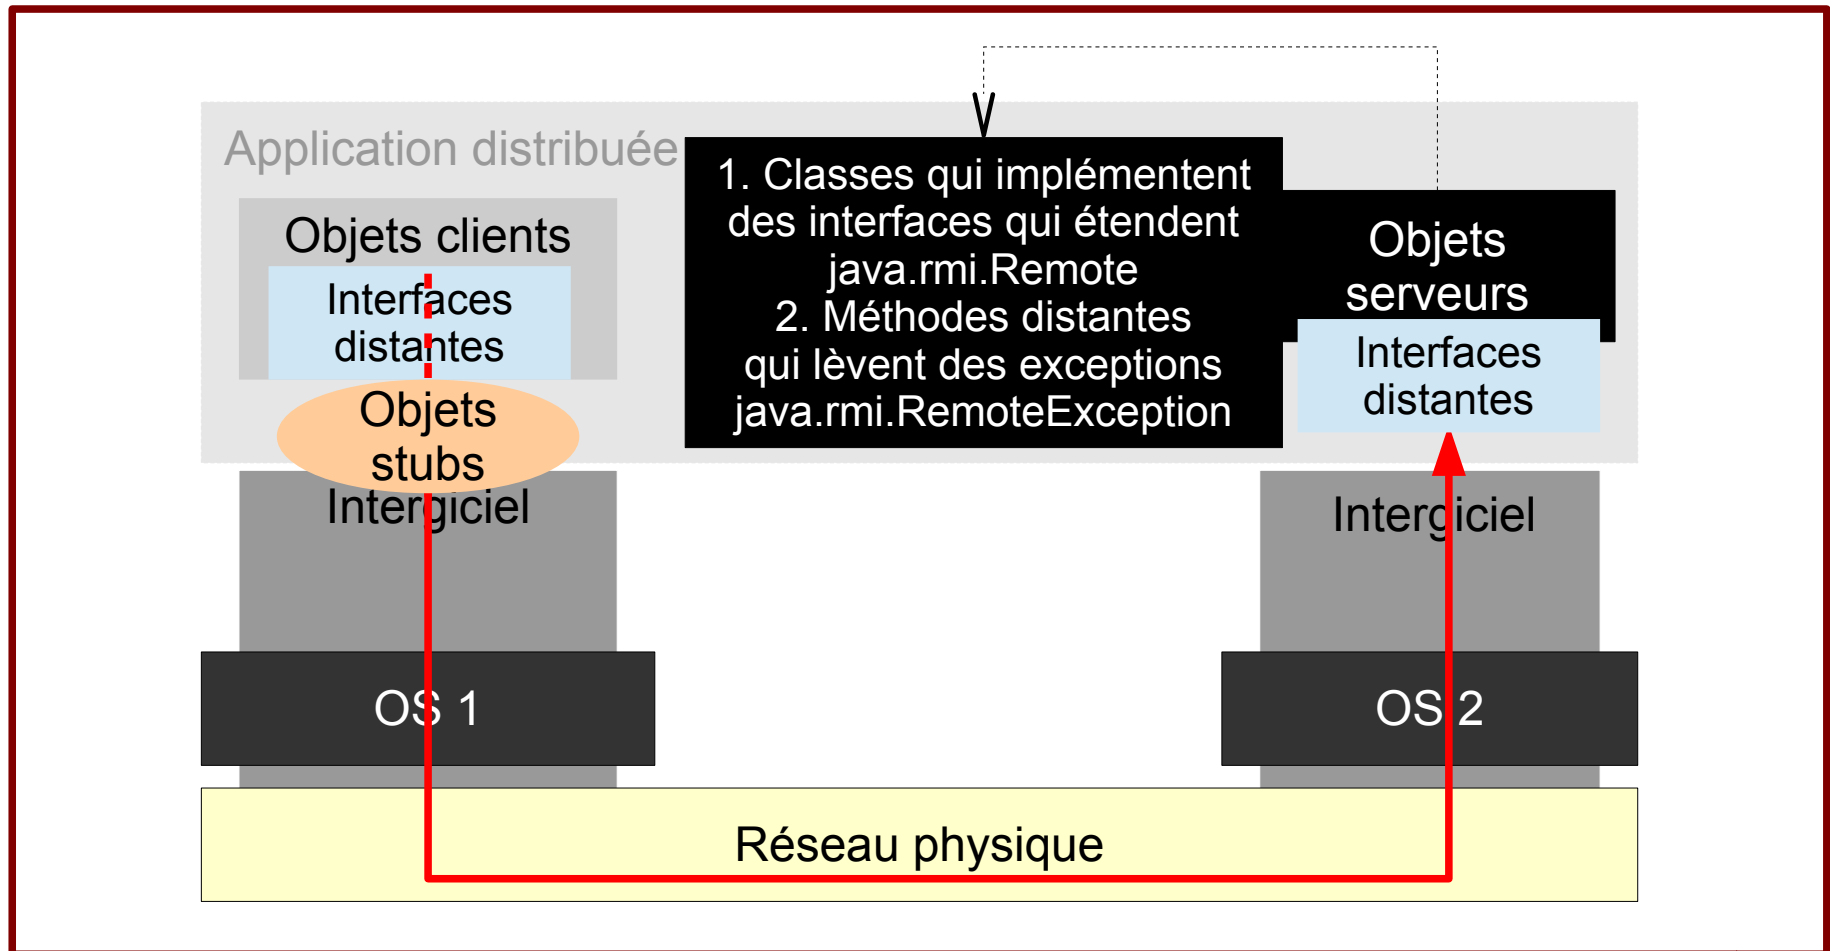 Application distribuée
Objets clients
Interfaces
distantes
Objets
stubs
Intergiciel
OS 1
1. Classes qui implémentent
des interfaces qui étendent
java.rmi.Remote
2. Méthodes distantes
qui lèvent des exceptions
java.rmi.RemoteException
Objets
serveurs
Interfaces
distantes
Intergiciel
OS 2
Réseau physique